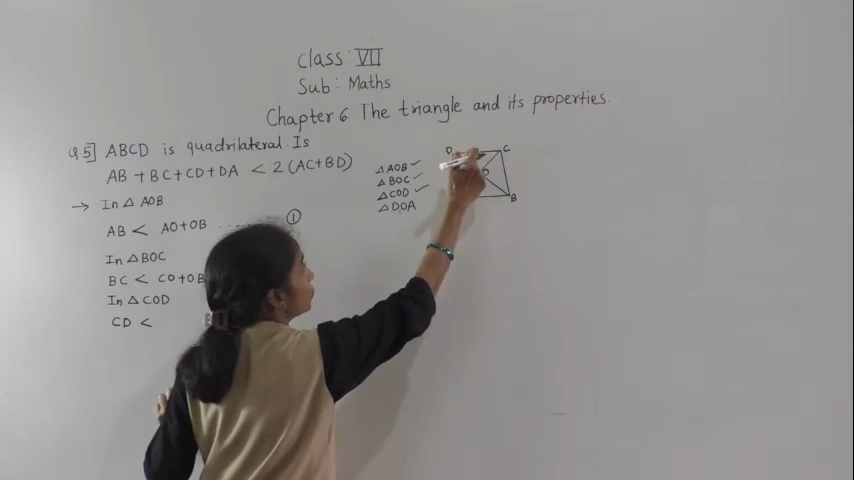 Class : VII
Sub : Maths
Chapter 6 The triangle and its properties.
Q.5] ABCD is quadrilateral. Is
AB + BC + CD + DA < 2 (AC + BD)
→ In △ AOB
AB < AO + OB ------- ①
In △ BOC
BC < CO + OB
In △ COD
CD <
△ AOB ✓
△ BOC ✓
△ COD ✓
△ DOA
D C
O
B